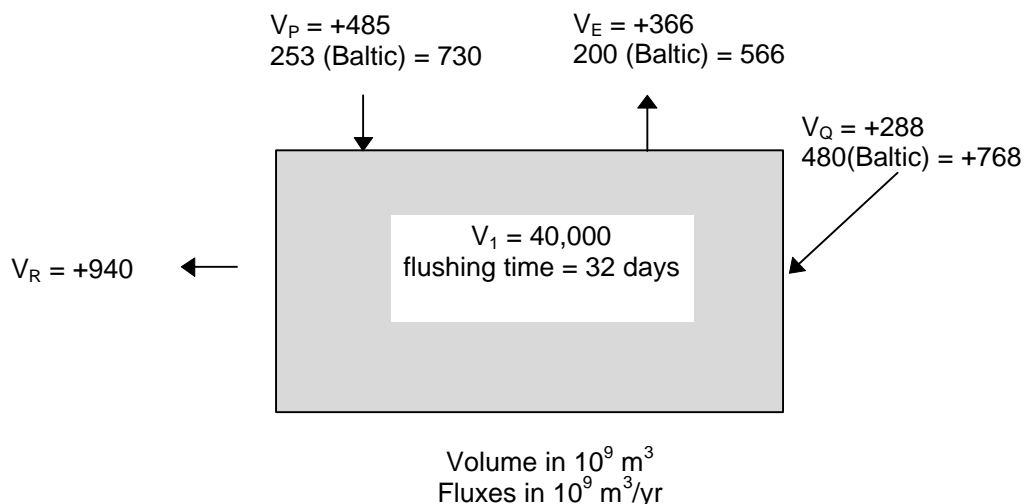 V_P = +485
253 (Baltic) = 730
V_E = +366
200 (Baltic) = 566
V_Q = +288
480(Baltic) = +768
V_1 = 40,000
flushing time = 32 days
V_R = +940
Volume in 10^9 m^3
Fluxes in 10^9 m^3/yr